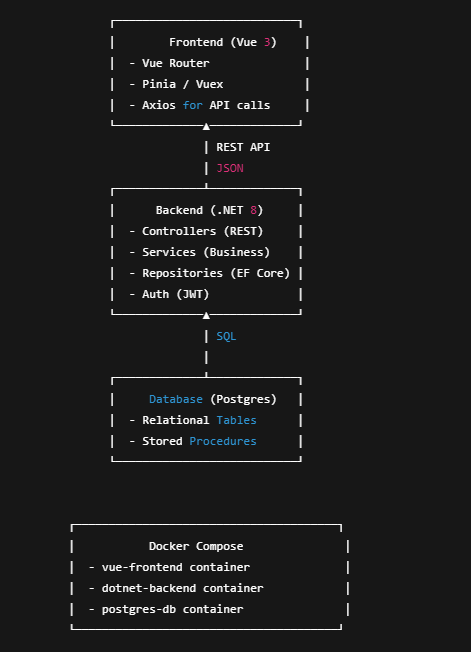 Frontend (Vue 3)
- Vue Router
- Pinia / Vuex
- Axios for API calls
REST API
JSON
Backend (.NET 8)
- Controllers (REST)
- Services (Business)
- Repositories (EF Core)
- Auth (JWT)
SQL
Database (Postgres)
- Relational Tables
- Stored Procedures
Docker Compose
- vue-frontend container
- dotnet-backend container
- postgres-db container